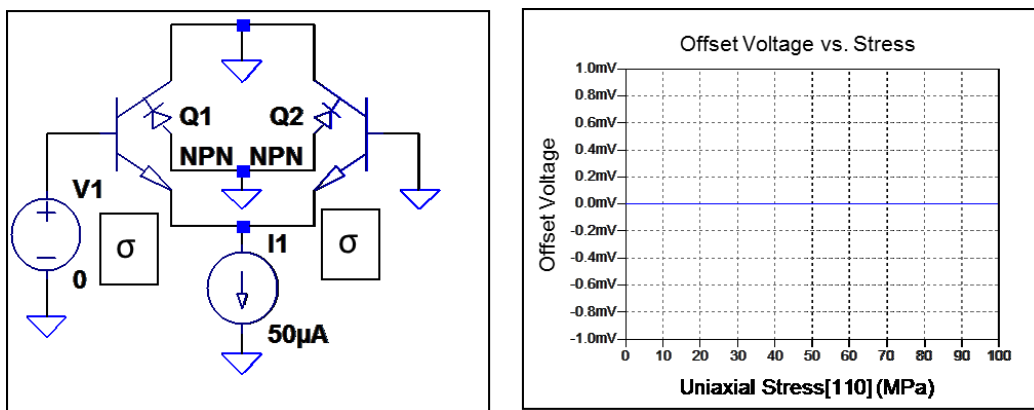 Q1 Q2
NPN NPN
V1
σ
σ
0
I1
50µA
Offset Voltage vs. Stress
1.0mV
0.8mV
0.6mV
0.4mV
0.2mV
0.0mV
-0.2mV
-0.4mV
-0.6mV
-0.8mV
-1.0mV
Offset Voltage
0 10 20 30 40 50 60 70 80 90 100
Uniaxial Stress[110] (MPa)